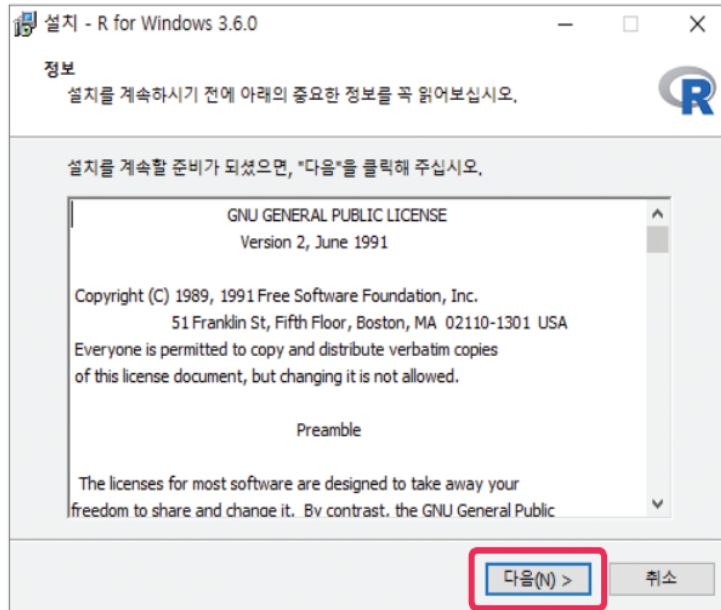 설치 - R for Windows 3.6.0
정보
설치를 계속하시기 전에 아래의 중요한 정보를 꼭 읽어보십시오.
R
설치를 계속할 준비가 되셨으면, "다음"을 클릭해 주십시오.
GNU GENERAL PUBLIC LICENSE
Version 2, June 1991
Copyright (C) 1989, 1991 Free Software Foundation, Inc.
51 Franklin St, Fifth Floor, Boston, MA 02110-1301 USA
Everyone is permitted to copy and distribute verbatim copies
of this license document, but changing it is not allowed.
Preamble
The licenses for most software are designed to take away your
freedom to share and change it. By contrast, the GNU General Public
다음(N) >
취소